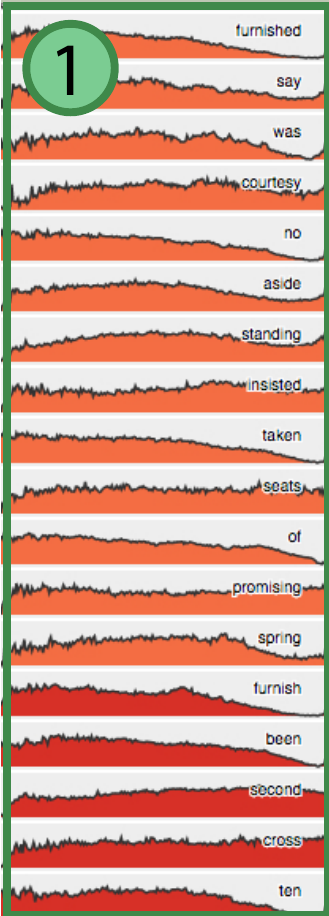 1
furnished
say
was
courtesy
no
aside
standing
insisted
taken
seats
of
promising
spring
furnish
been
second
cross
ten